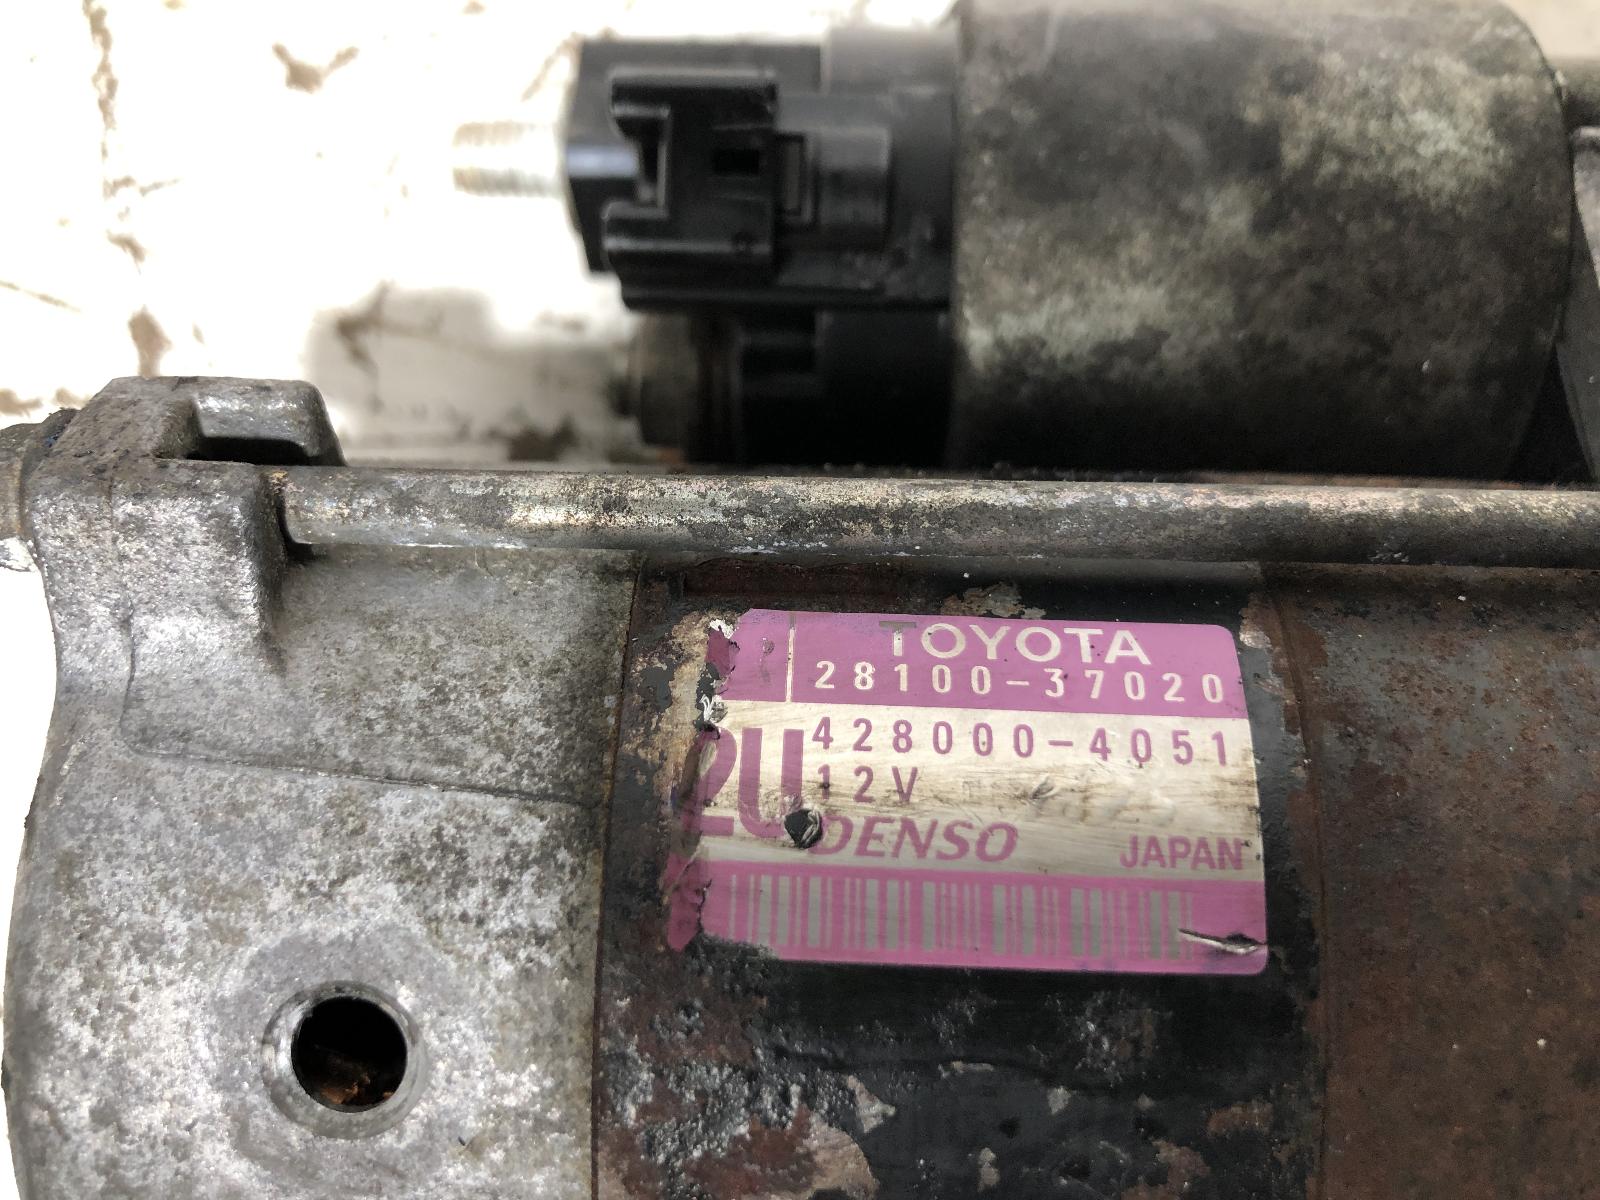 TOYOTA
28100-37020
2U
428000-4051
12V
DENSO
JAPAN